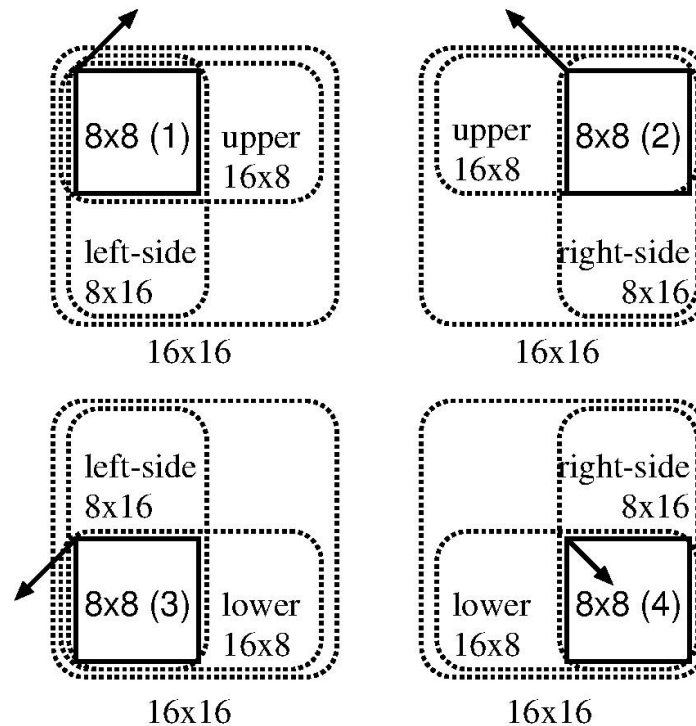 8x8 (1)
upper
16x8
left-side
8x16
16x16
upper
16x8
8x8 (2)
right-side
8x16
16x16
left-side
8x16
8x8 (3)
lower
16x8
16x16
right-side
8x16
lower
16x8
8x8 (4)
16x16